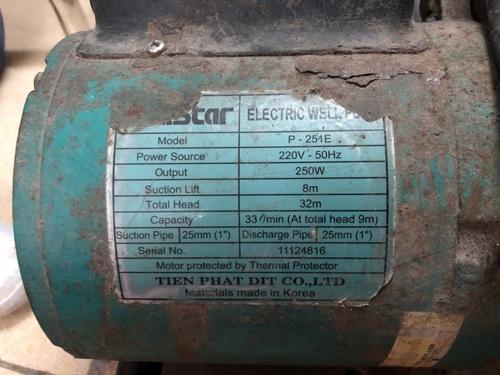 ELECTRIC WELL
Model P - 251E
Power Source 220V - 50Hz
Output 250W
Suction Lift 8m
Total Head 32m
Capacity 33ℓ/min (At total head 9m)
Suction Pipe 25mm (1") Discharge Pipe 25mm (1")
Serial No. 11124816
Motor protected by Thermal Protector
TIEN PHAT DIT CO.,LTD
Materials made in Korea